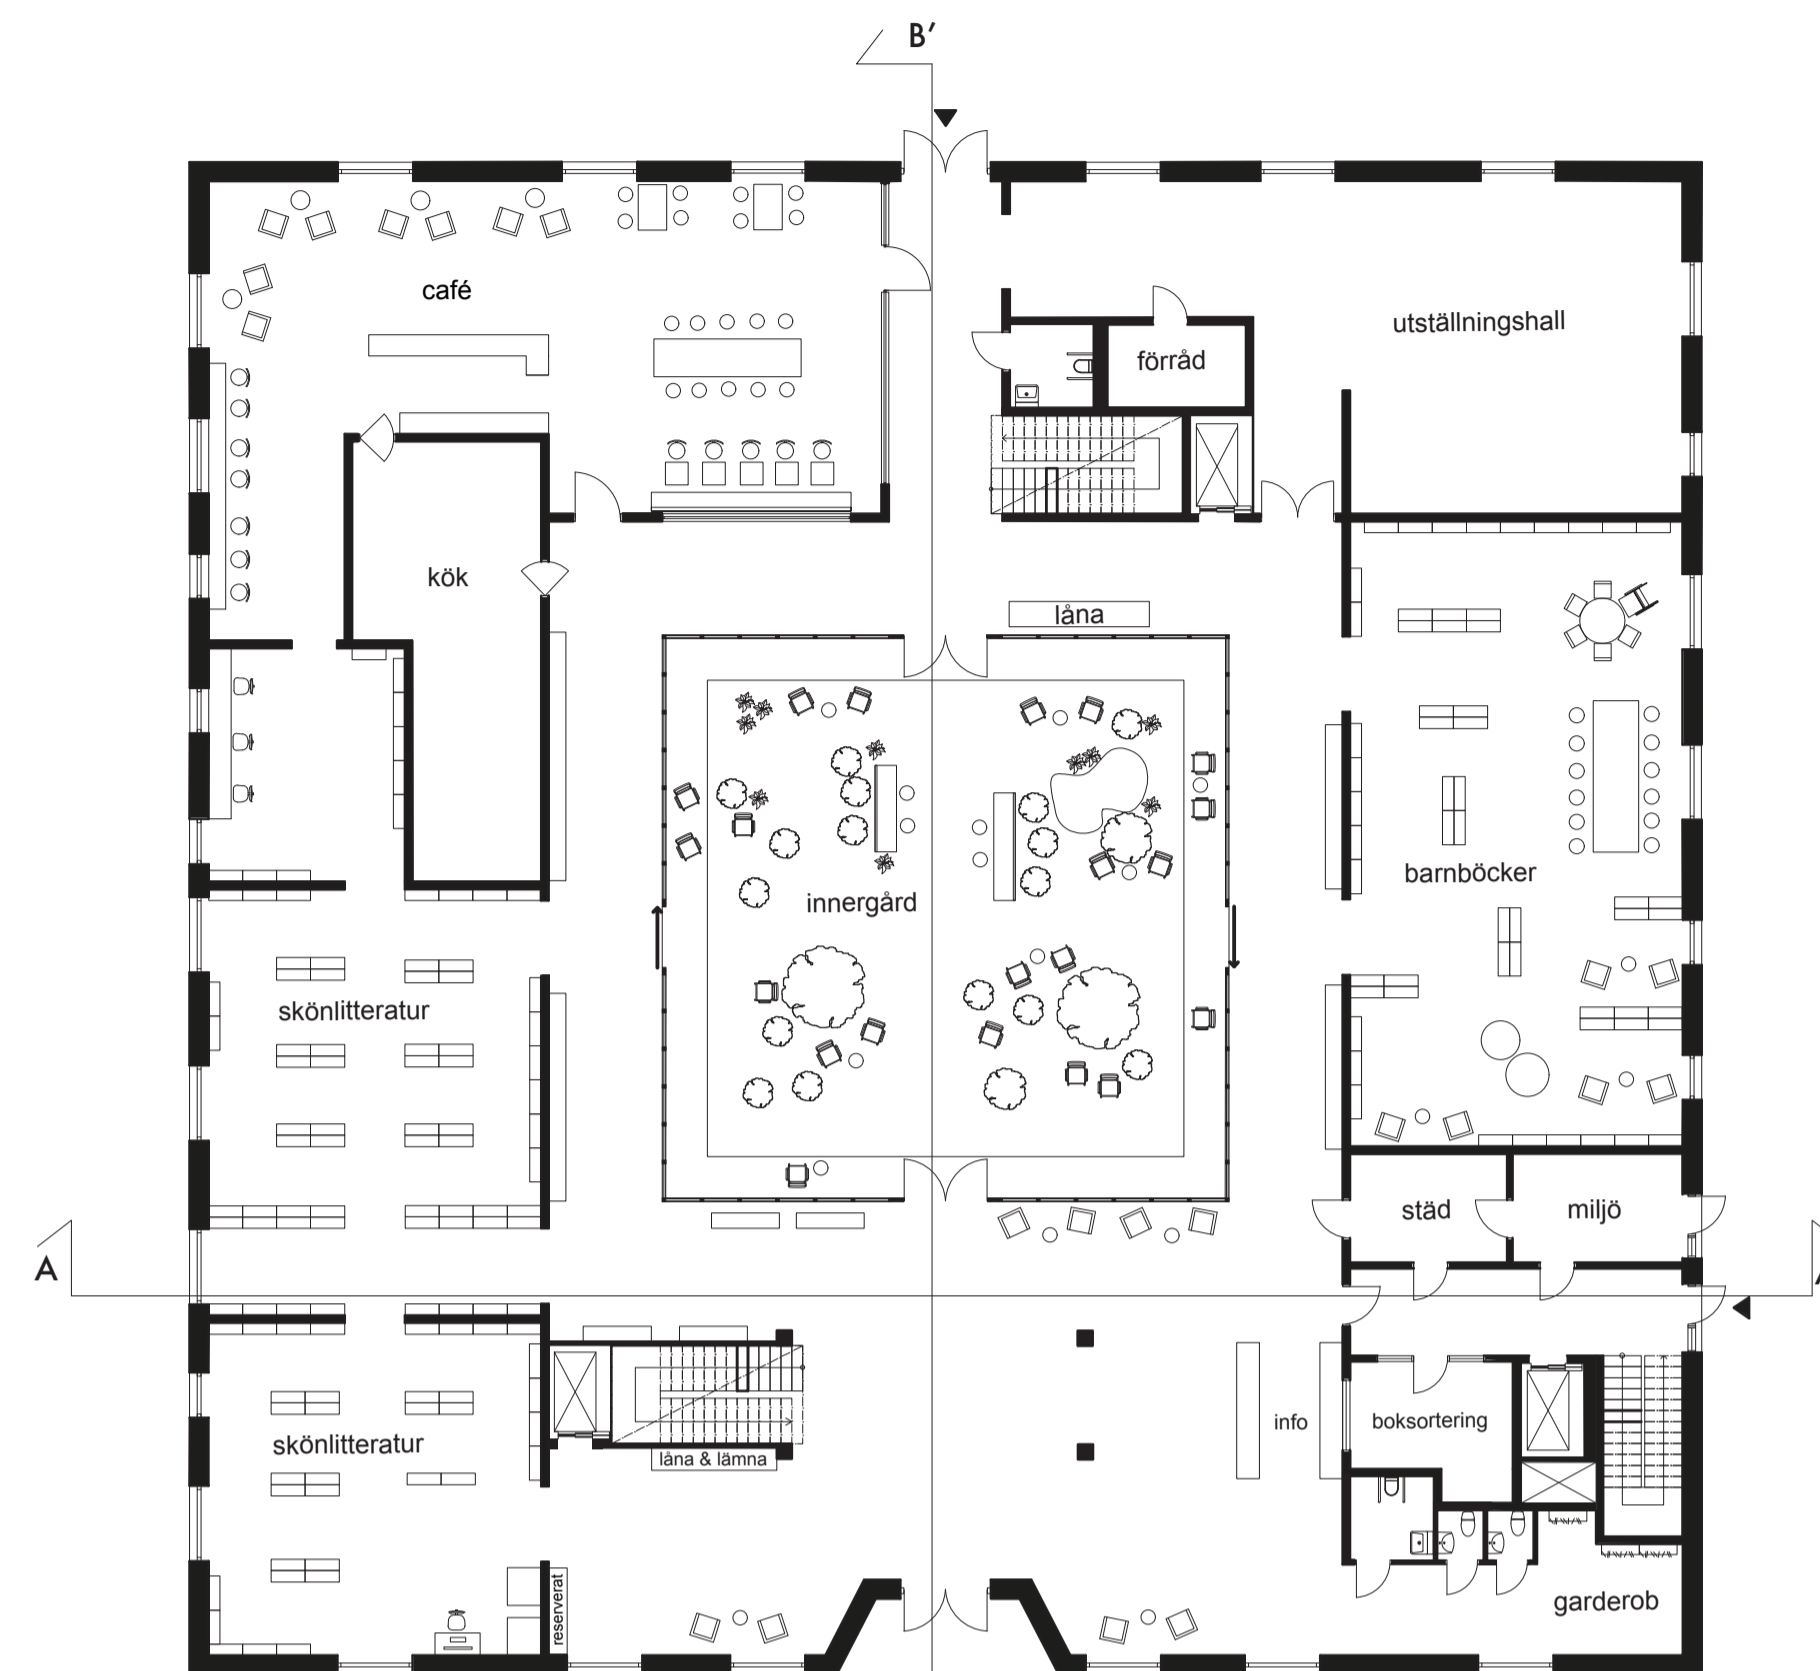 B′
café
utställningshall
förråd
kök
låna
barnböcker
innergård
skönlitteratur
städ
miljö
A
info
boksortering
skönlitteratur
låna & lämna
reserverat
garderob